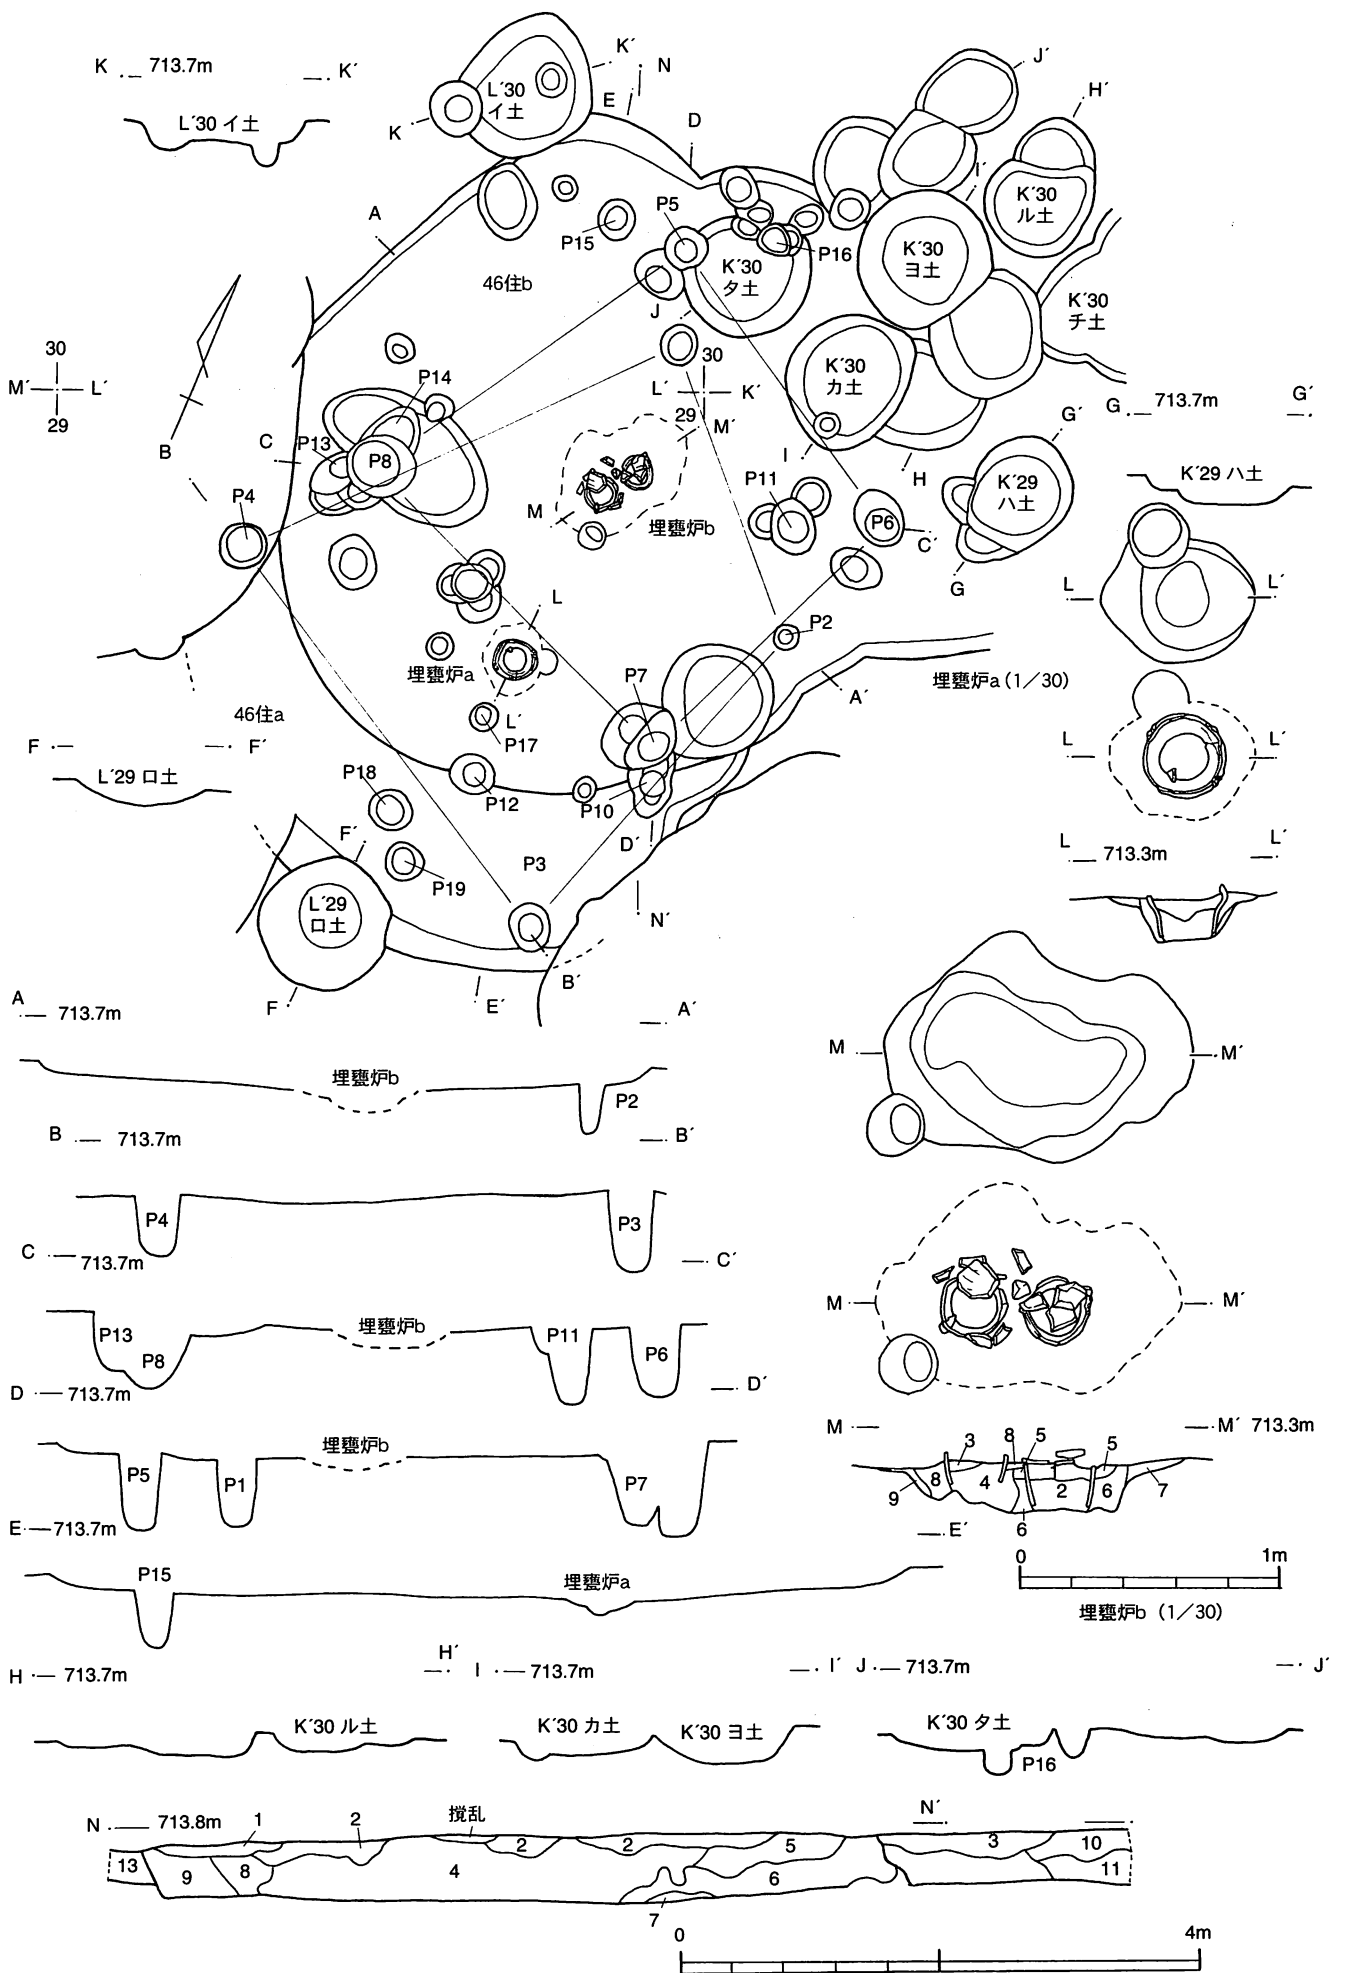 K 713.7m K´
L´30 イ土
L´30
イ土
K
K´
N
E
D
J´
H´
I´
K´30
ル土
A
P5
P15
P16
K´30
タ土
K´30
ヨ土
46住b
J
K´30
チ土
30
M´ L´
29
30
L´ K´
29
M´
K´30
カ土
G 713.7m G´
K´29 ハ土
P14
C
P13
P8
B
P4
I
H
G´
K´29
ハ土
P11
P6
C´
M
埋甕炉b
G
L
P2
L L´
埋甕炉a
P7
A´
埋甕炉a(1/30)
46住a
L´
P17
F F´
L´29 ロ土
L L´
P18
P12
P10
D´
F´
P3
P19
L 713.3m L´
L´29
ロ土
N´
B´
F
E´
A 713.7m A´
埋甕炉b
P2
M M´
B 713.7m B´
P4
P3
C 713.7m C´
P13
P8
埋甕炉b
P11
P6
M M´
D 713.7m D´
P5
P1
埋甕炉b
P7
M M´ 713.3m
3
8
5
5
9
8
4
2
6
7
6
E 713.7m E´
P15
埋甕炉a
0 1m
埋甕炉b (1/30)
H 713.7m H´
K´30 ル土
I 713.7m I´
K´30 カ土
K´30 ヨ土
J 713.7m J´
K´30 タ土
P16
N 713.8m N´
1
2
撹乱
2
2
5
3
10
13
9
8
4
6
11
7
0 4m